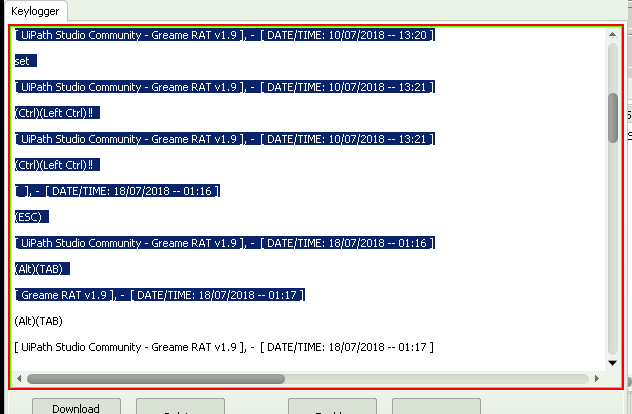 Keylogger
[ UiPath Studio Community - Greame RAT v1.9 ], - [ DATE/TIME: 10/07/2018 -- 13:20 ]
set
[ UiPath Studio Community - Greame RAT v1.9 ], - [ DATE/TIME: 10/07/2018 -- 13:21 ]
(Ctrl)(Left Ctrl)!!
[ UiPath Studio Community - Greame RAT v1.9 ], - [ DATE/TIME: 10/07/2018 -- 13:21 ]
(Ctrl)(Left Ctrl)!!
[ ], - [ DATE/TIME: 18/07/2018 -- 01:16 ]
(ESC)
[ UiPath Studio Community - Greame RAT v1.9 ], - [ DATE/TIME: 18/07/2018 -- 01:16 ]
(Alt)(TAB)
[ Greame RAT v1.9 ], - [ DATE/TIME: 18/07/2018 -- 01:17 ]
(Alt)(TAB)
[ UiPath Studio Community - Greame RAT v1.9 ], - [ DATE/TIME: 18/07/2018 -- 01:17 ]
Download